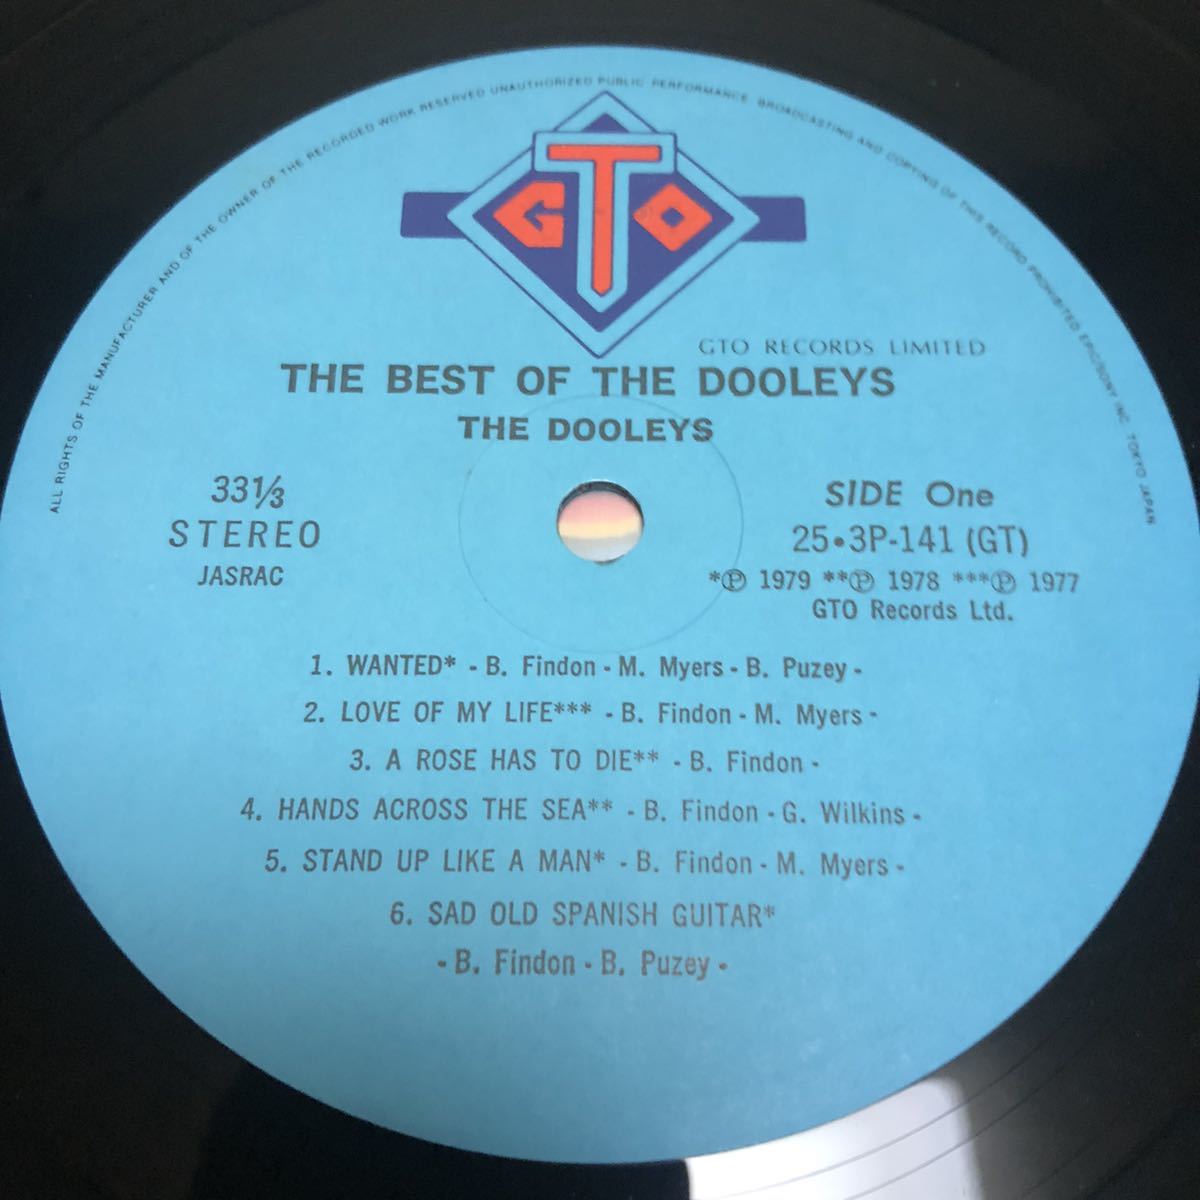 ALL RIGHTS OF THE MANUFACTURER AND OF THE OWNER OF THE RECORDED WORK RESERVED UNAUTHORIZED PUBLIC PERFORMANCE BROADCASTING AND COPYING OF THIS RECORD PROHIBITED EPIC/SONY INC. TOKYO JAPAN
GTO
GTO RECORDS LIMITED
THE BEST OF THE DOOLEYS
THE DOOLEYS
33⅓
STEREO
JASRAC
SIDE One
25•3P-141 (GT)
*Ⓟ 1979 **Ⓟ 1978 ***Ⓟ 1977
GTO Records Ltd.
1. WANTED* - B. Findon - M. Myers - B. Puzey -
2. LOVE OF MY LIFE*** - B. Findon - M. Myers -
3. A ROSE HAS TO DIE** - B. Findon -
4. HANDS ACROSS THE SEA** - B. Findon - G. Wilkins -
5. STAND UP LIKE A MAN* - B. Findon - M. Myers -
6. SAD OLD SPANISH GUITAR*
- B. Findon - B. Puzey -